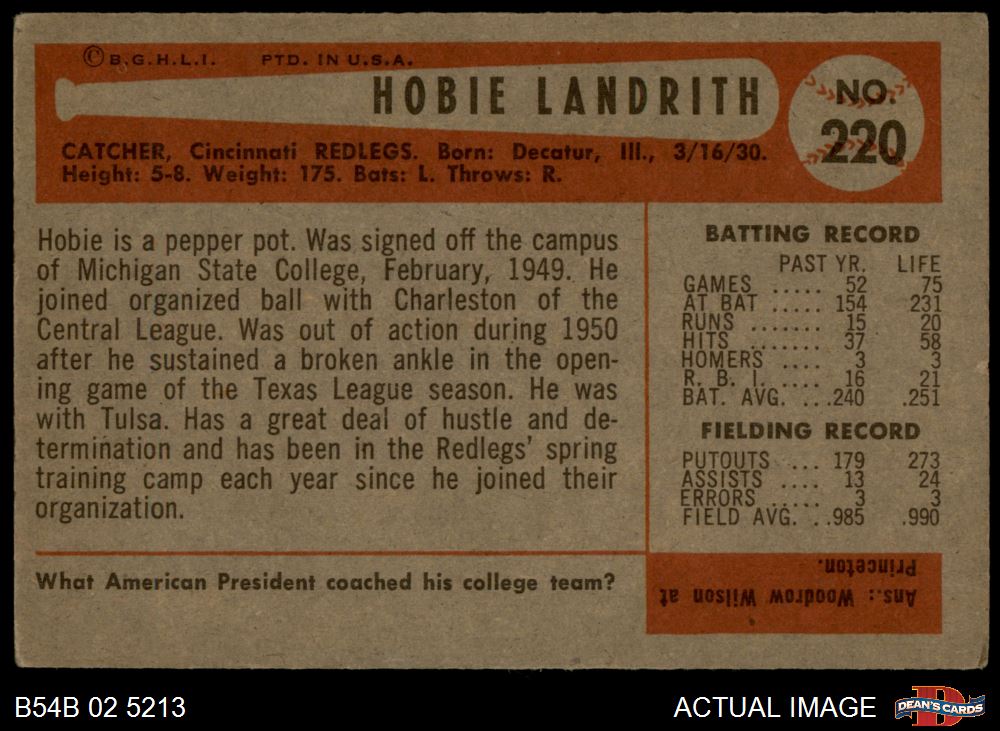 © B.G.H.L.I. PTD. IN U.S.A.
HOBIE LANDRITH
NO.
220
CATCHER, Cincinnati REDLEGS. Born: Decatur, Ill., 3/16/30.
Height: 5-8. Weight: 175. Bats: L. Throws: R.
Hobie is a pepper pot. Was signed off the campus
of Michigan State College, February, 1949. He
joined organized ball with Charleston of the
Central League. Was out of action during 1950
after he sustained a broken ankle in the open-
ing game of the Texas League season. He was
with Tulsa. Has a great deal of hustle and de-
termination and has been in the Redlegs' spring
training camp each year since he joined their
organization.
What American President coached his college team?
BATTING RECORD
PAST YR. LIFE
GAMES ..... 52 75
AT BAT ..... 154 231
RUNS ....... 15 20
HITS ....... 37 58
HOMERS .... 3 3
R. B. I. .... 16 21
BAT. AVG. ...240 .251
FIELDING RECORD
PUTOUTS ... 179 273
ASSISTS .... 13 24
ERRORS ..... 3 3
FIELD AVG. ..985 .990
Ans.: Woodrow Wilson at
Princeton.
B54B 02 5213
ACTUAL IMAGE
DEAN'S CARDS